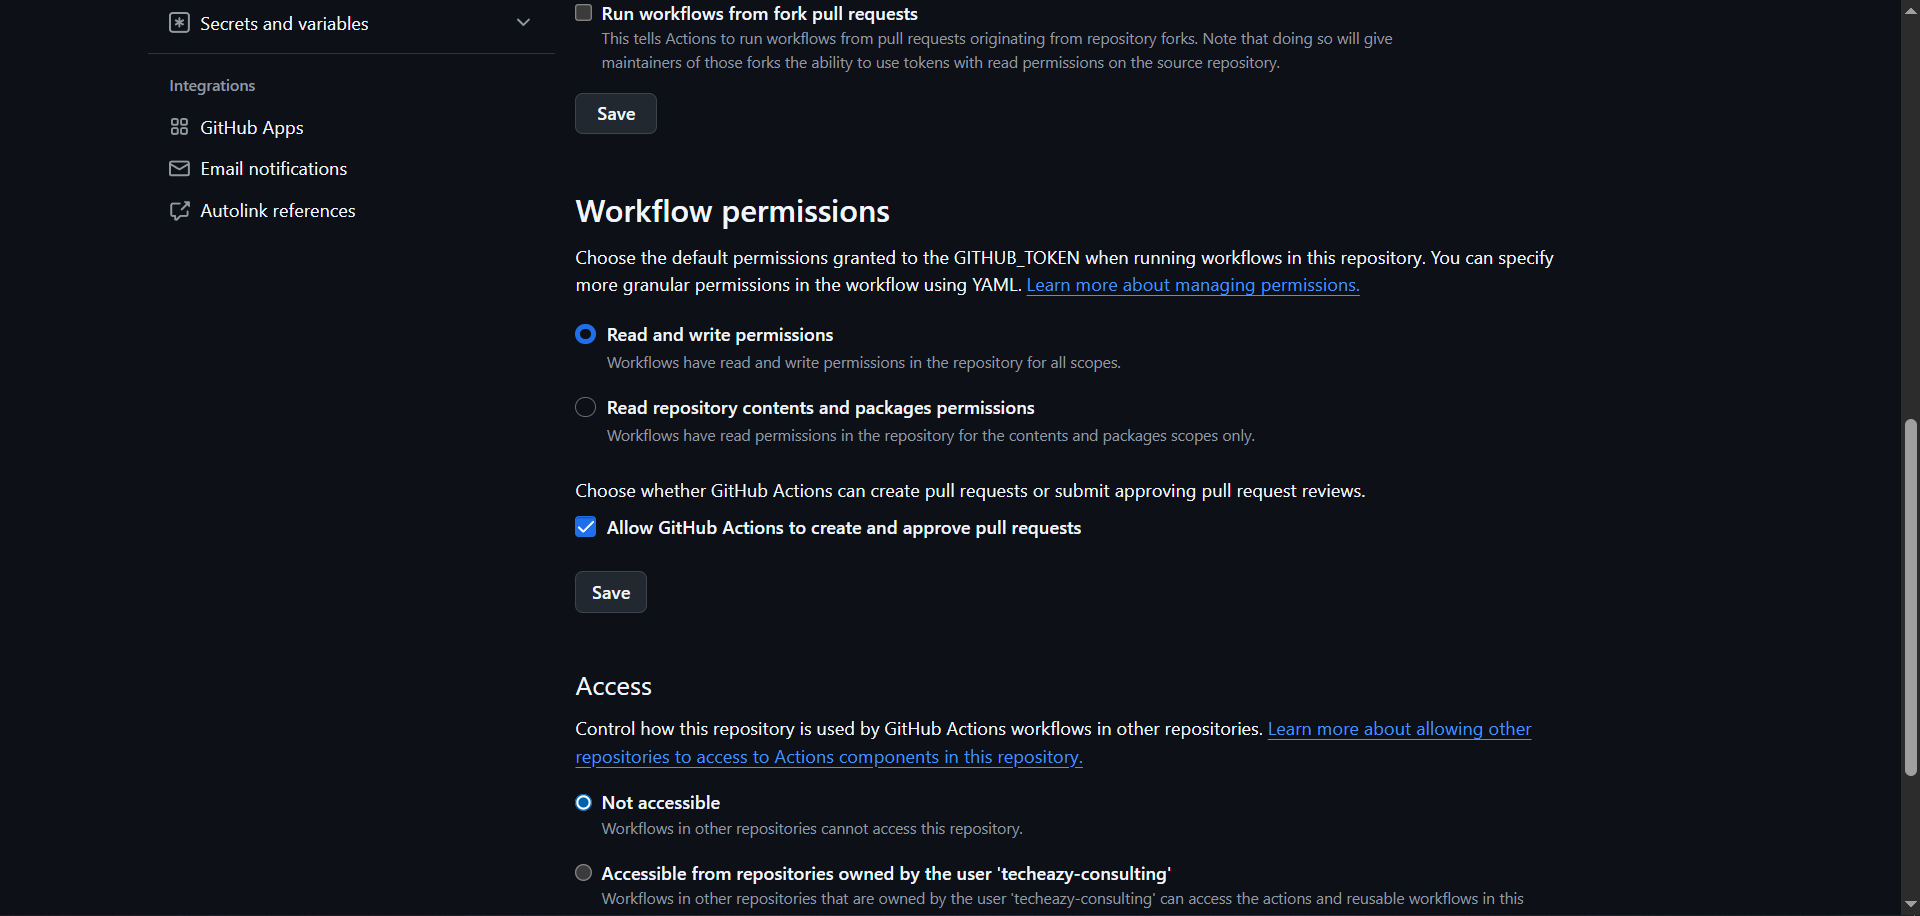 Secrets and variables
Integrations
GitHub Apps
Email notifications
Autolink references
Run workflows from fork pull requests
This tells Actions to run workflows from pull requests originating from repository forks. Note that doing so will give
maintainers of those forks the ability to use tokens with read permissions on the source repository.
Save
Workflow permissions
Choose the default permissions granted to the GITHUB_TOKEN when running workflows in this repository. You can specify
more granular permissions in the workflow using YAML. Learn more about managing permissions.
Read and write permissions
Workflows have read and write permissions in the repository for all scopes.
Read repository contents and packages permissions
Workflows have read permissions in the repository for the contents and packages scopes only.
Choose whether GitHub Actions can create pull requests or submit approving pull request reviews.
Allow GitHub Actions to create and approve pull requests
Save
Access
Control how this repository is used by GitHub Actions workflows in other repositories. Learn more about allowing other
repositories to access to Actions components in this repository.
Not accessible
Workflows in other repositories cannot access this repository.
Accessible from repositories owned by the user 'techeazy-consulting'
Workflows in other repositories that are owned by the user 'techeazy-consulting' can access the actions and reusable workflows in this